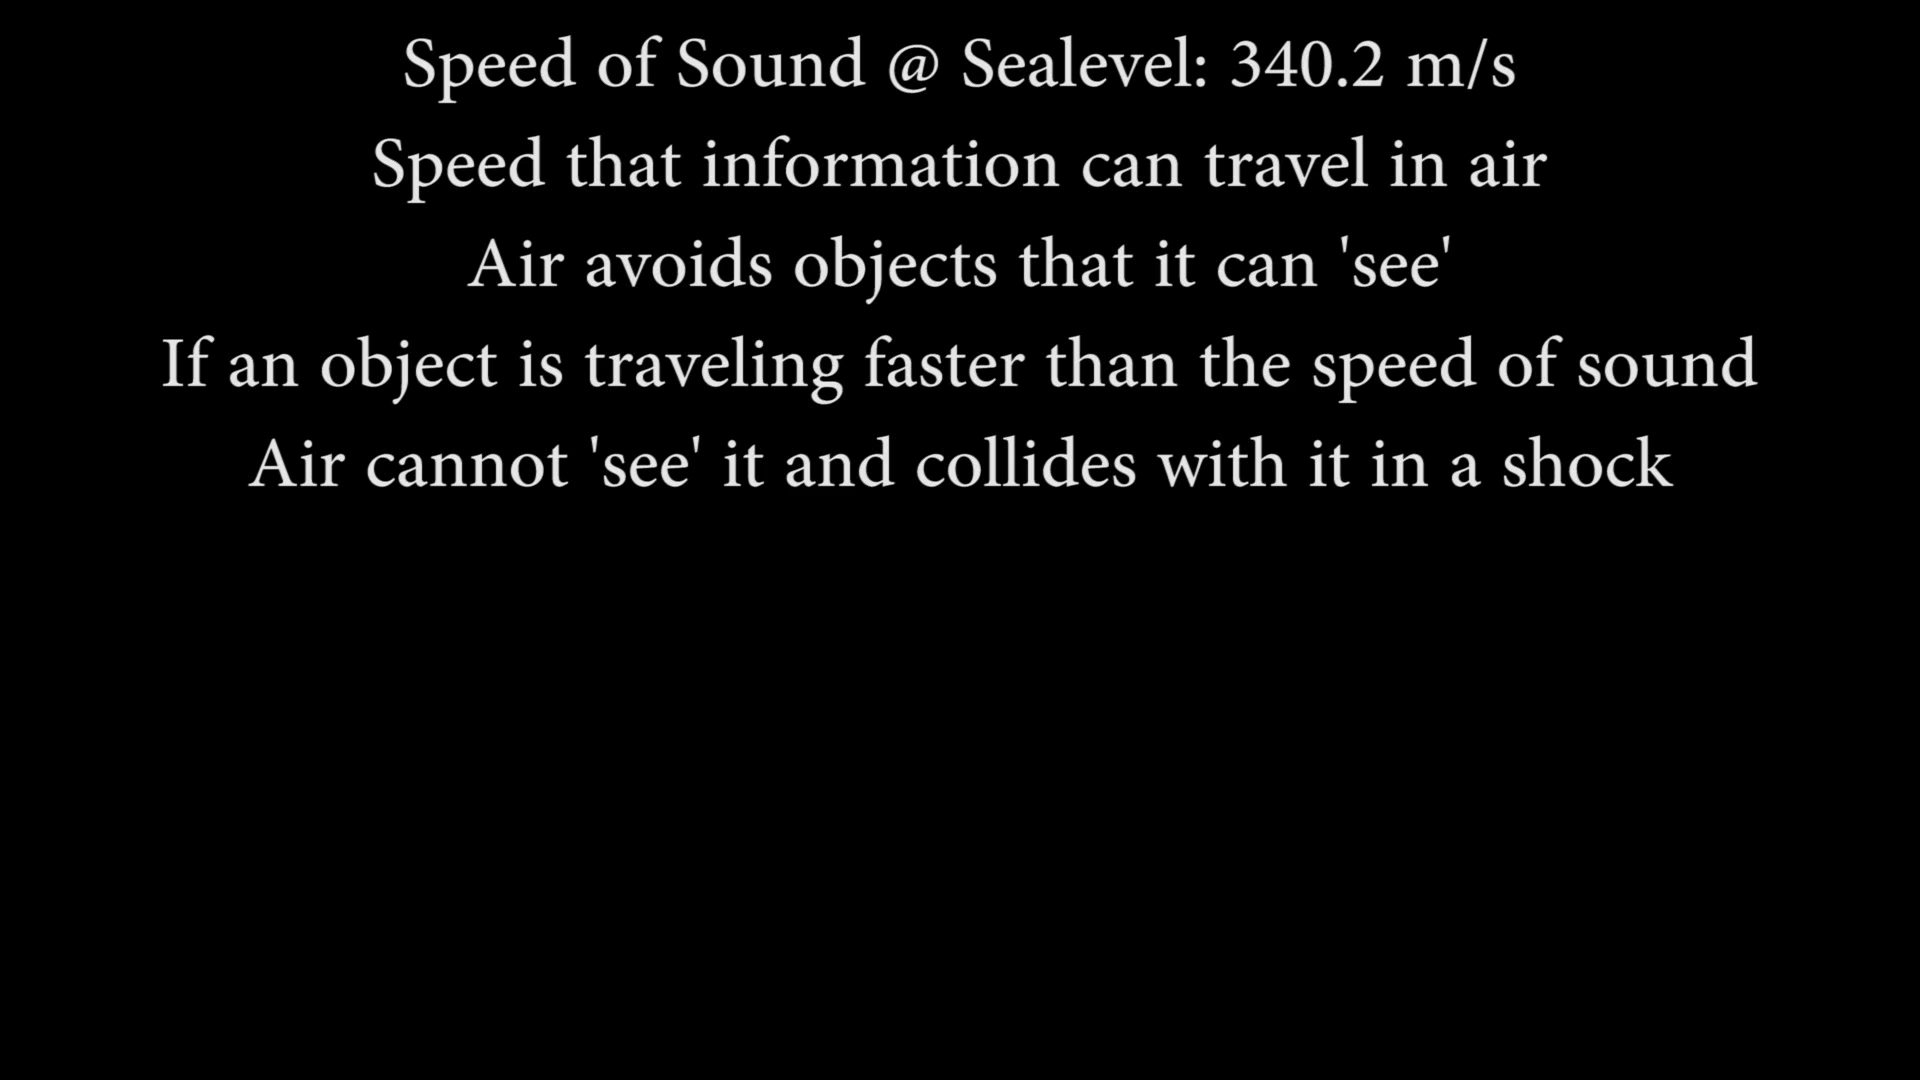 Speed of Sound @ Sealevel: 340.2 m/s
Speed that information can travel in air
Air avoids objects that it can 'see'
If an object is traveling faster than the speed of sound
Air cannot 'see' it and collides with it in a shock